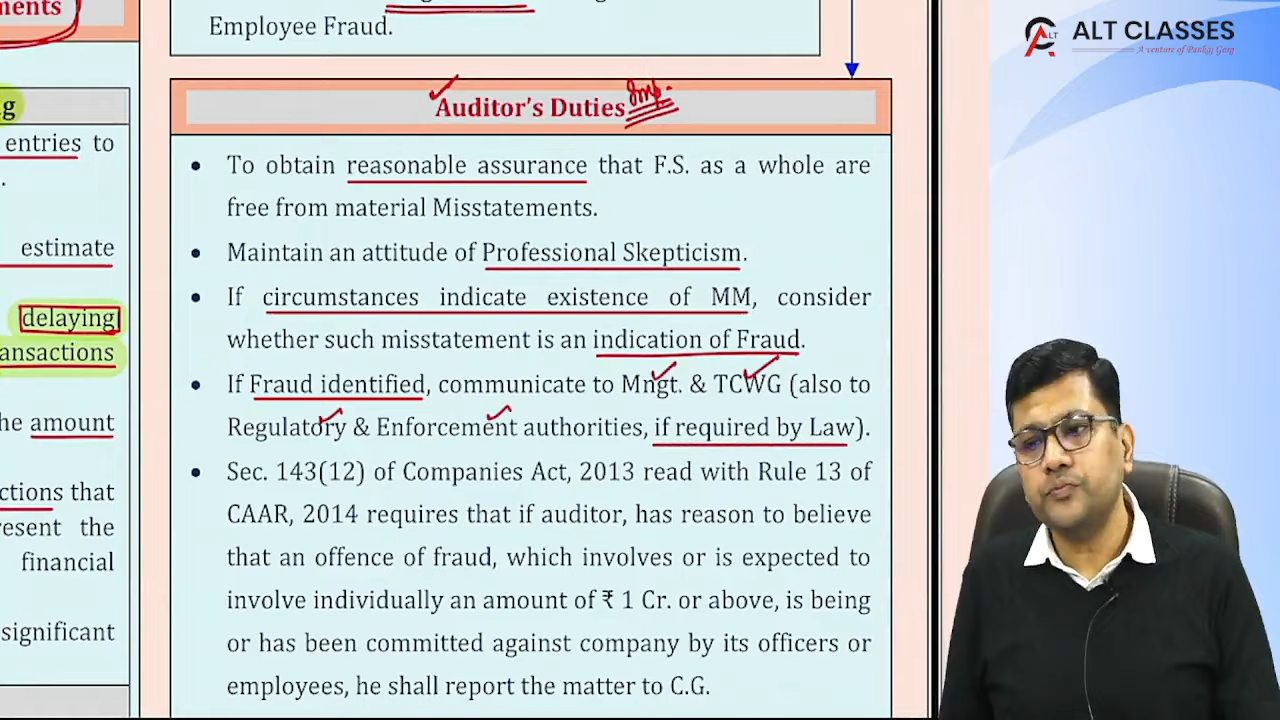 ments
Employee Fraud.
ALT CLASSES
A venture of Pankaj Garg
ALT
g
entries to
.
estimate
delaying
ansactions
he amount
ctions that
esent the
financial
significant
Auditor's Duties Imp.
• To obtain reasonable assurance that F.S. as a whole are
free from material Misstatements.
• Maintain an attitude of Professional Skepticism.
• If circumstances indicate existence of MM, consider
whether such misstatement is an indication of Fraud.
• If Fraud identified, communicate to Mngt. & TCWG (also to
Regulatory & Enforcement authorities, if required by Law).
• Sec. 143(12) of Companies Act, 2013 read with Rule 13 of
CAAR, 2014 requires that if auditor, has reason to believe
that an offence of fraud, which involves or is expected to
involve individually an amount of ₹ 1 Cr. or above, is being
or has been committed against company by its officers or
employees, he shall report the matter to C.G.